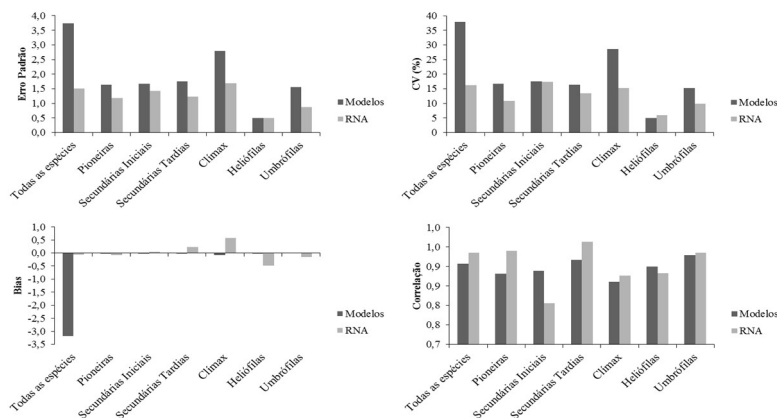 Erro Padrão
4,0
3,5
3,0
2,5
2,0
1,5
1,0
0,5
0,0
Todas as espécies
Pioneiras
Secundárias Iniciais
Secundárias Tardias
Climax
Heliófilas
Umbrófilas
Modelos
RNA
CV (%)
40
35
30
25
20
15
10
5
0
Todas as espécies
Pioneiras
Secundárias Iniciais
Secundárias Tardias
Climax
Heliófilas
Umbrófilas
Modelos
RNA
Bias
1,0
0,5
0,0
-0,5
-1,0
-1,5
-2,0
-2,5
-3,0
-3,5
Todas as espécies
Pioneiras
Secundárias Iniciais
Secundárias Tardias
Climax
Heliófilas
Umbrófilas
Modelos
RNA
Correlação
1,0
1,0
0,9
0,9
0,8
0,8
0,7
Todas as espécies
Pioneiras
Secundárias Iniciais
Secundárias Tardias
Climax
Heliófilas
Umbrófilas
Modelos
RNA